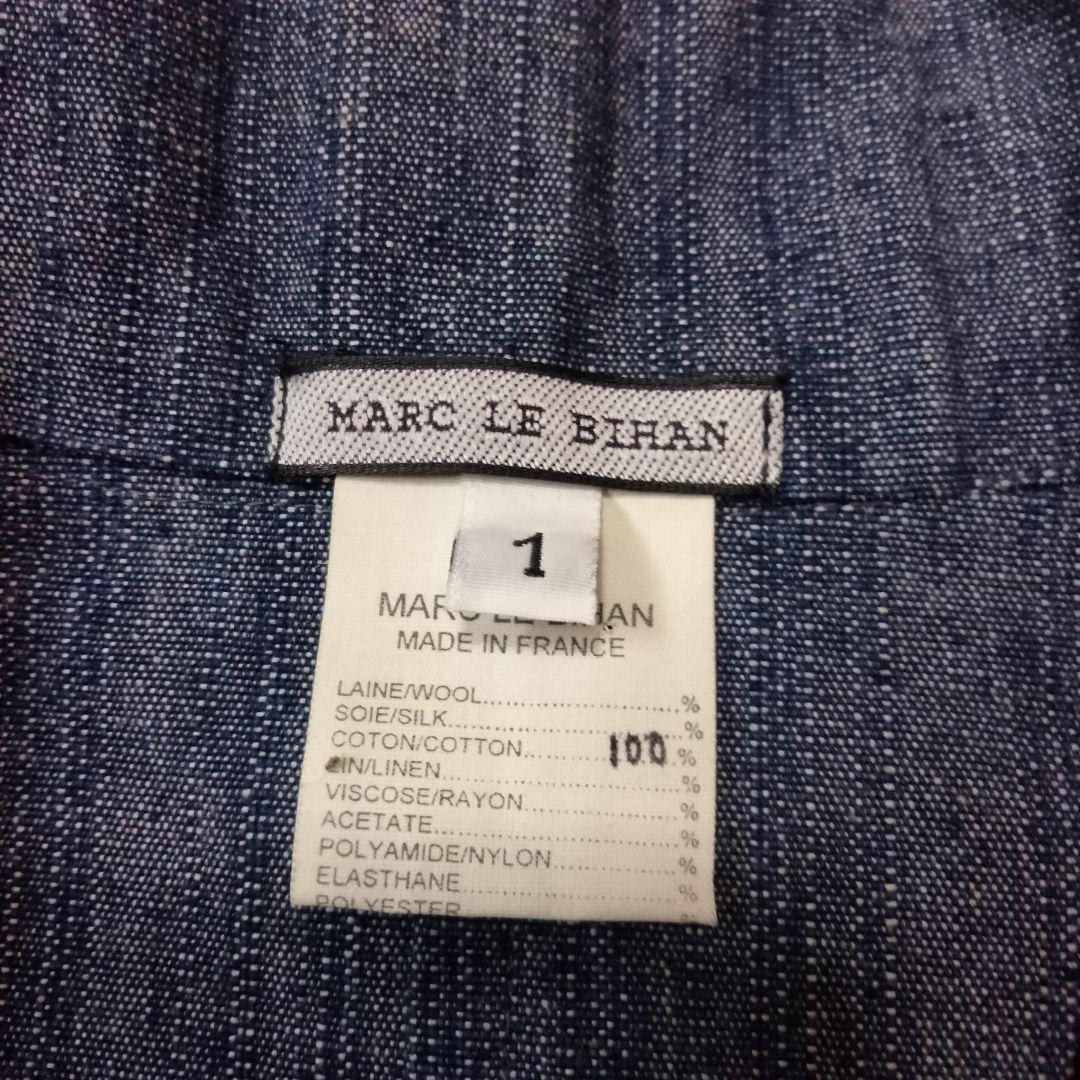 MARC LE BIHAN
1
MARC LE BIHAN
MADE IN FRANCE
LAINE/WOOL..............................%
SOIE/SILK....................................%
COTON/COTTON............100.%
LIN/LINEN.....................................%
VISCOSE/RAYON.......................%
ACETATE.....................................%
POLYAMIDE/NYLON...................%
ELASTHANE.................................%
POLYESTER................................%